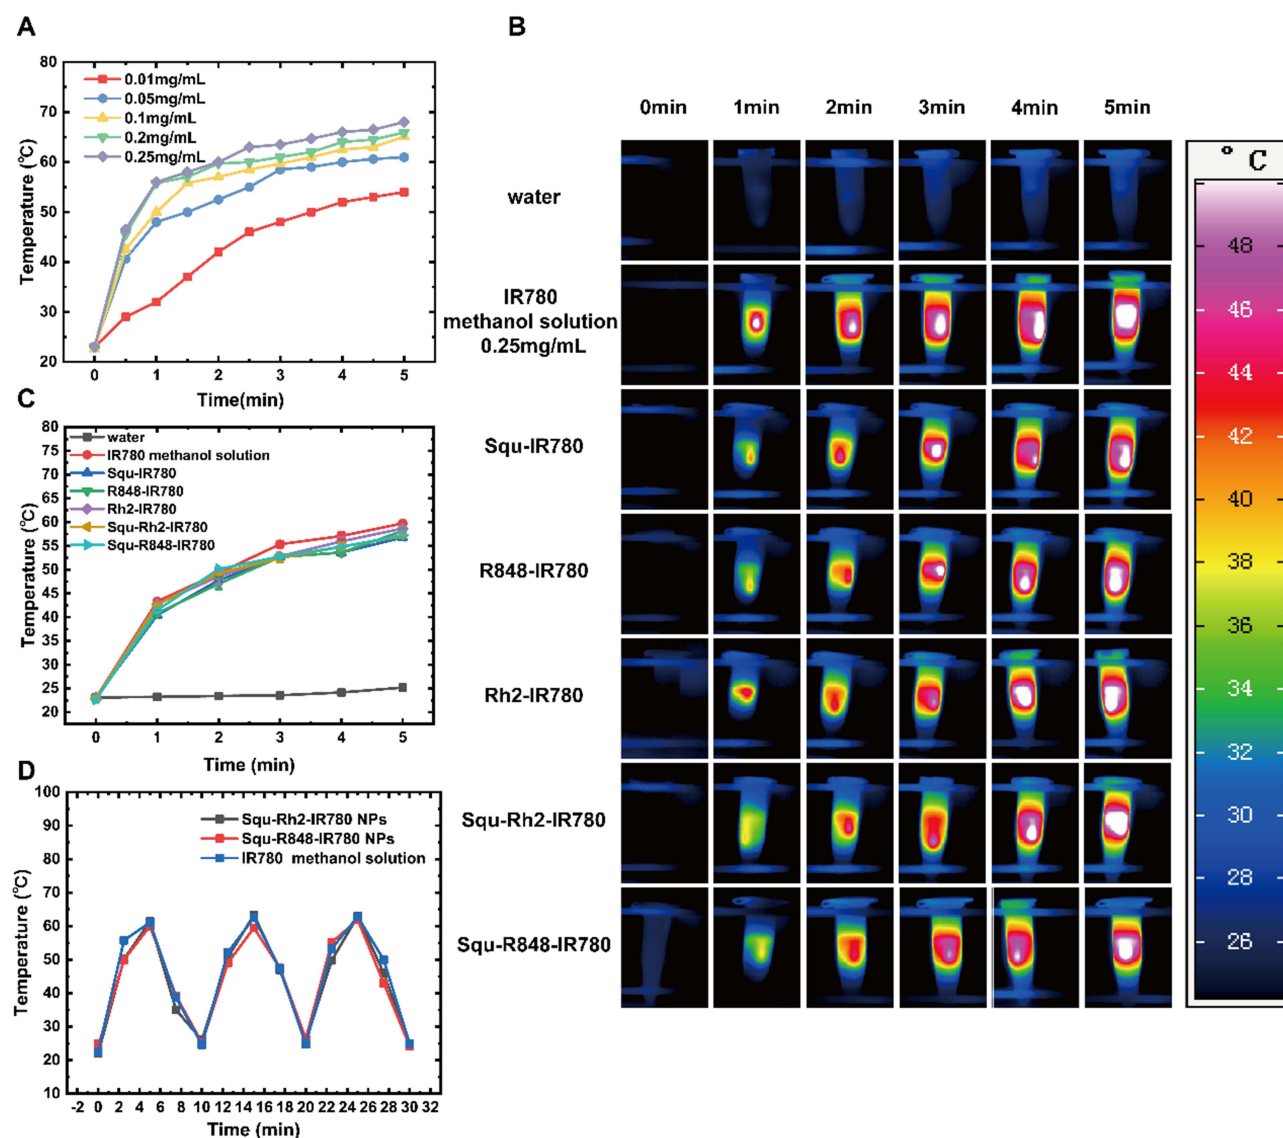 A
80
70
60
50
40
30
20
Temperature (℃)
0.01mg/mL
0.05mg/mL
0.1mg/mL
0.2mg/mL
0.25mg/mL
0 1 2 3 4 5
Time(min)
B
0min 1min 2min 3min 4min 5min
water
IR780
methanol solution
0.25mg/mL
Squ-IR780
R848-IR780
Rh2-IR780
Squ-Rh2-IR780
Squ-R848-IR780
° C
48
46
44
42
40
38
36
34
32
30
28
26
C
80
75
70
65
60
55
50
45
40
35
30
25
20
Temperature (℃)
water
IR780 methanol solution
Squ-IR780
R848-IR780
Rh2-IR780
Squ-Rh2-IR780
Squ-R848-IR780
0 1 2 3 4 5
Time (min)
D
100
90
80
70
60
50
40
30
20
10
Temperature (℃)
Squ-Rh2-IR780 NPs
Squ-R848-IR780 NPs
IR780 methanol solution
-2 0 2 4 6 8 10 12 14 16 18 20 22 24 26 28 30 32
Time (min)